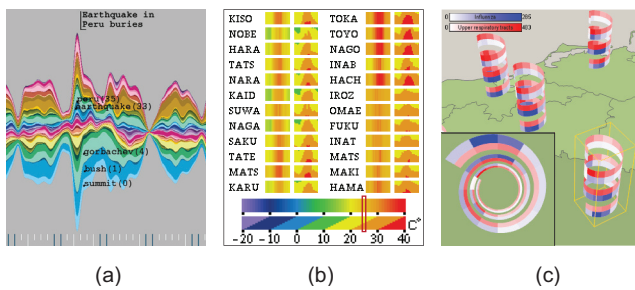 Earthquake in
Peru buries
peru(35)
earthquake(33)
gorbachev(4)
bush(1)
summit(0)
(a)
KISO TOKA
NOBE TOYO
HARA NAGO
TATS INAB
NARA HACH
KAID IROZ
SUWA OMAE
NAGA FUKU
SAKU INAT
TATE MATS
MATS MAKI
KARU HAMA
C°
-20 -10 0 10 20 30 40
(b)
0 Influenza 205
0 Upper respiratory tracts 403
(c)